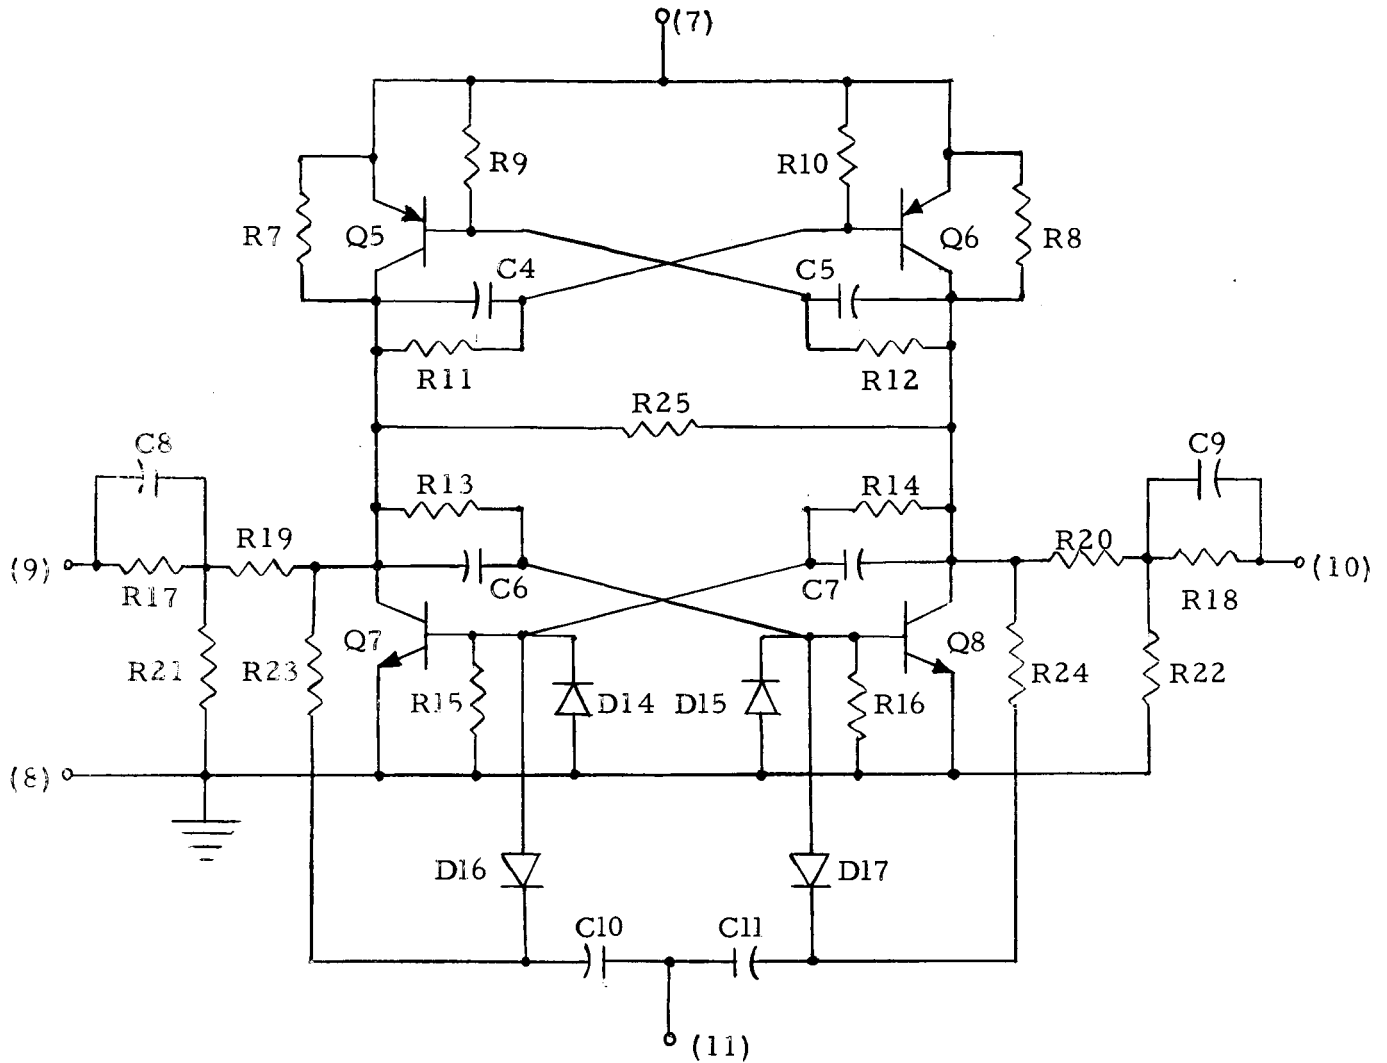 (7)
R9
R10
R7
Q5
Q6
R8
C4
C5
R11
R12
R25
C8
C9
R13
R14
R19
R20
(9)
(10)
R17
C6
C7
R18
Q7
Q8
R21
R23
R24
R22
R15
D14
D15
R16
(8)
D16
D17
C10
C11
(11)